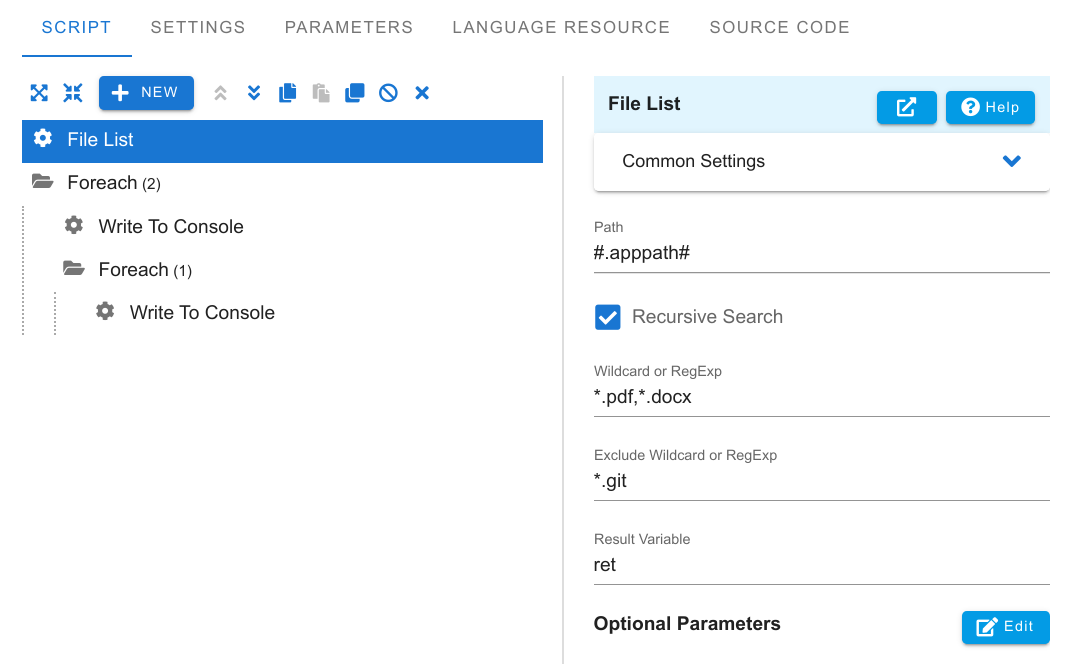 SCRIPT SETTINGS PARAMETERS LANGUAGE RESOURCE SOURCE CODE
NEW
File List
Foreach (2)
Write To Console
Foreach (1)
Write To Console
File List
Help
Common Settings
Path
#.apppath#
Recursive Search
Wildcard or RegExp
*.pdf,*.docx
Exclude Wildcard or RegExp
*.git
Result Variable
ret
Optional Parameters
Edit